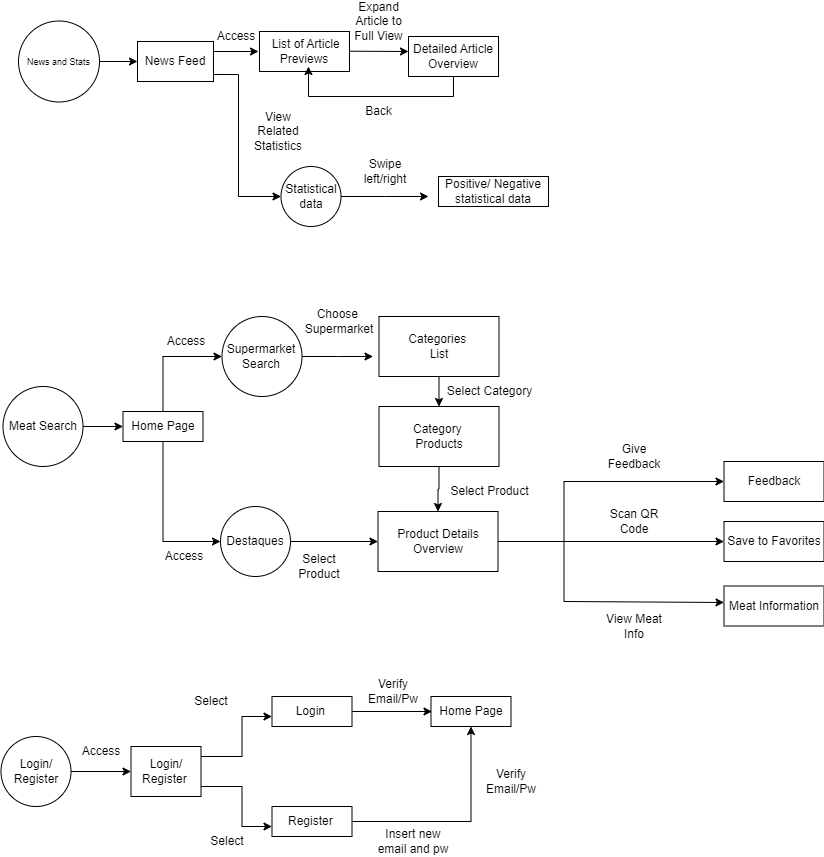 News and Stats
News Feed
Access
List of Article
Previews
Expand
Article to
Full View
Detailed Article
Overview
Back
View
Related
Statistics
Statistical
data
Swipe
left/right
Positive/ Negative
statistical data
Meat Search
Home Page
Access
Supermarket
Search
Choose
Supermarket
Categories
List
Select Category
Category
Products
Select Product
Access
Destaques
Select
Product
Product Details
Overview
Give
Feedback
Feedback
Scan QR
Code
Save to Favorites
View Meat
Info
Meat Information
Login/
Register
Access
Login/
Register
Select
Login
Verify
Email/Pw
Home Page
Select
Register
Insert new
email and pw
Verify
Email/Pw